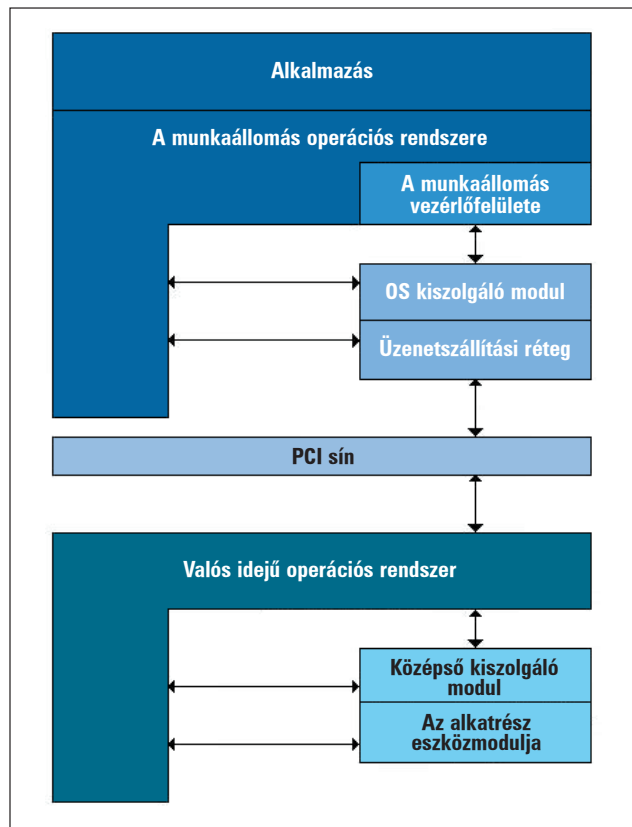 Alkalmazás
A munkaállomás operációs rendszere
A munkaállomás
vezérlőfelülete
OS kiszolgáló modul
Üzenetszállítási réteg
PCI sín
Valós idejű operációs rendszer
Középső kiszolgáló
modul
Az alkatrész
eszközmodulja